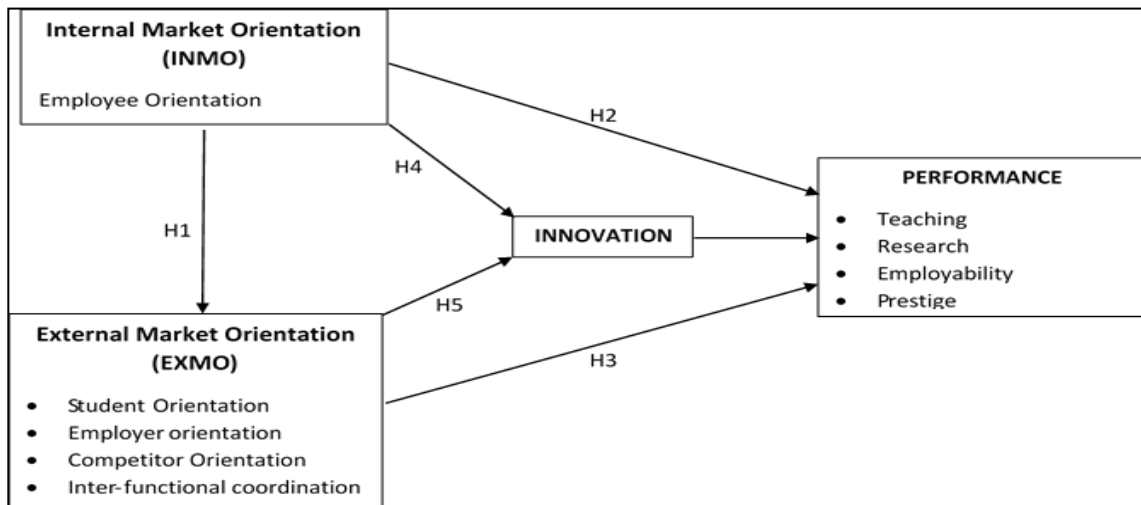 Internal Market Orientation
(INMO)
Employee Orientation
H2
H4
PERFORMANCE
• Teaching
• Research
• Employability
• Prestige
H1
INNOVATION
H5
External Market Orientation
(EXMO)
• Student Orientation
• Employer orientation
• Competitor Orientation
• Inter-functional coordination
H3